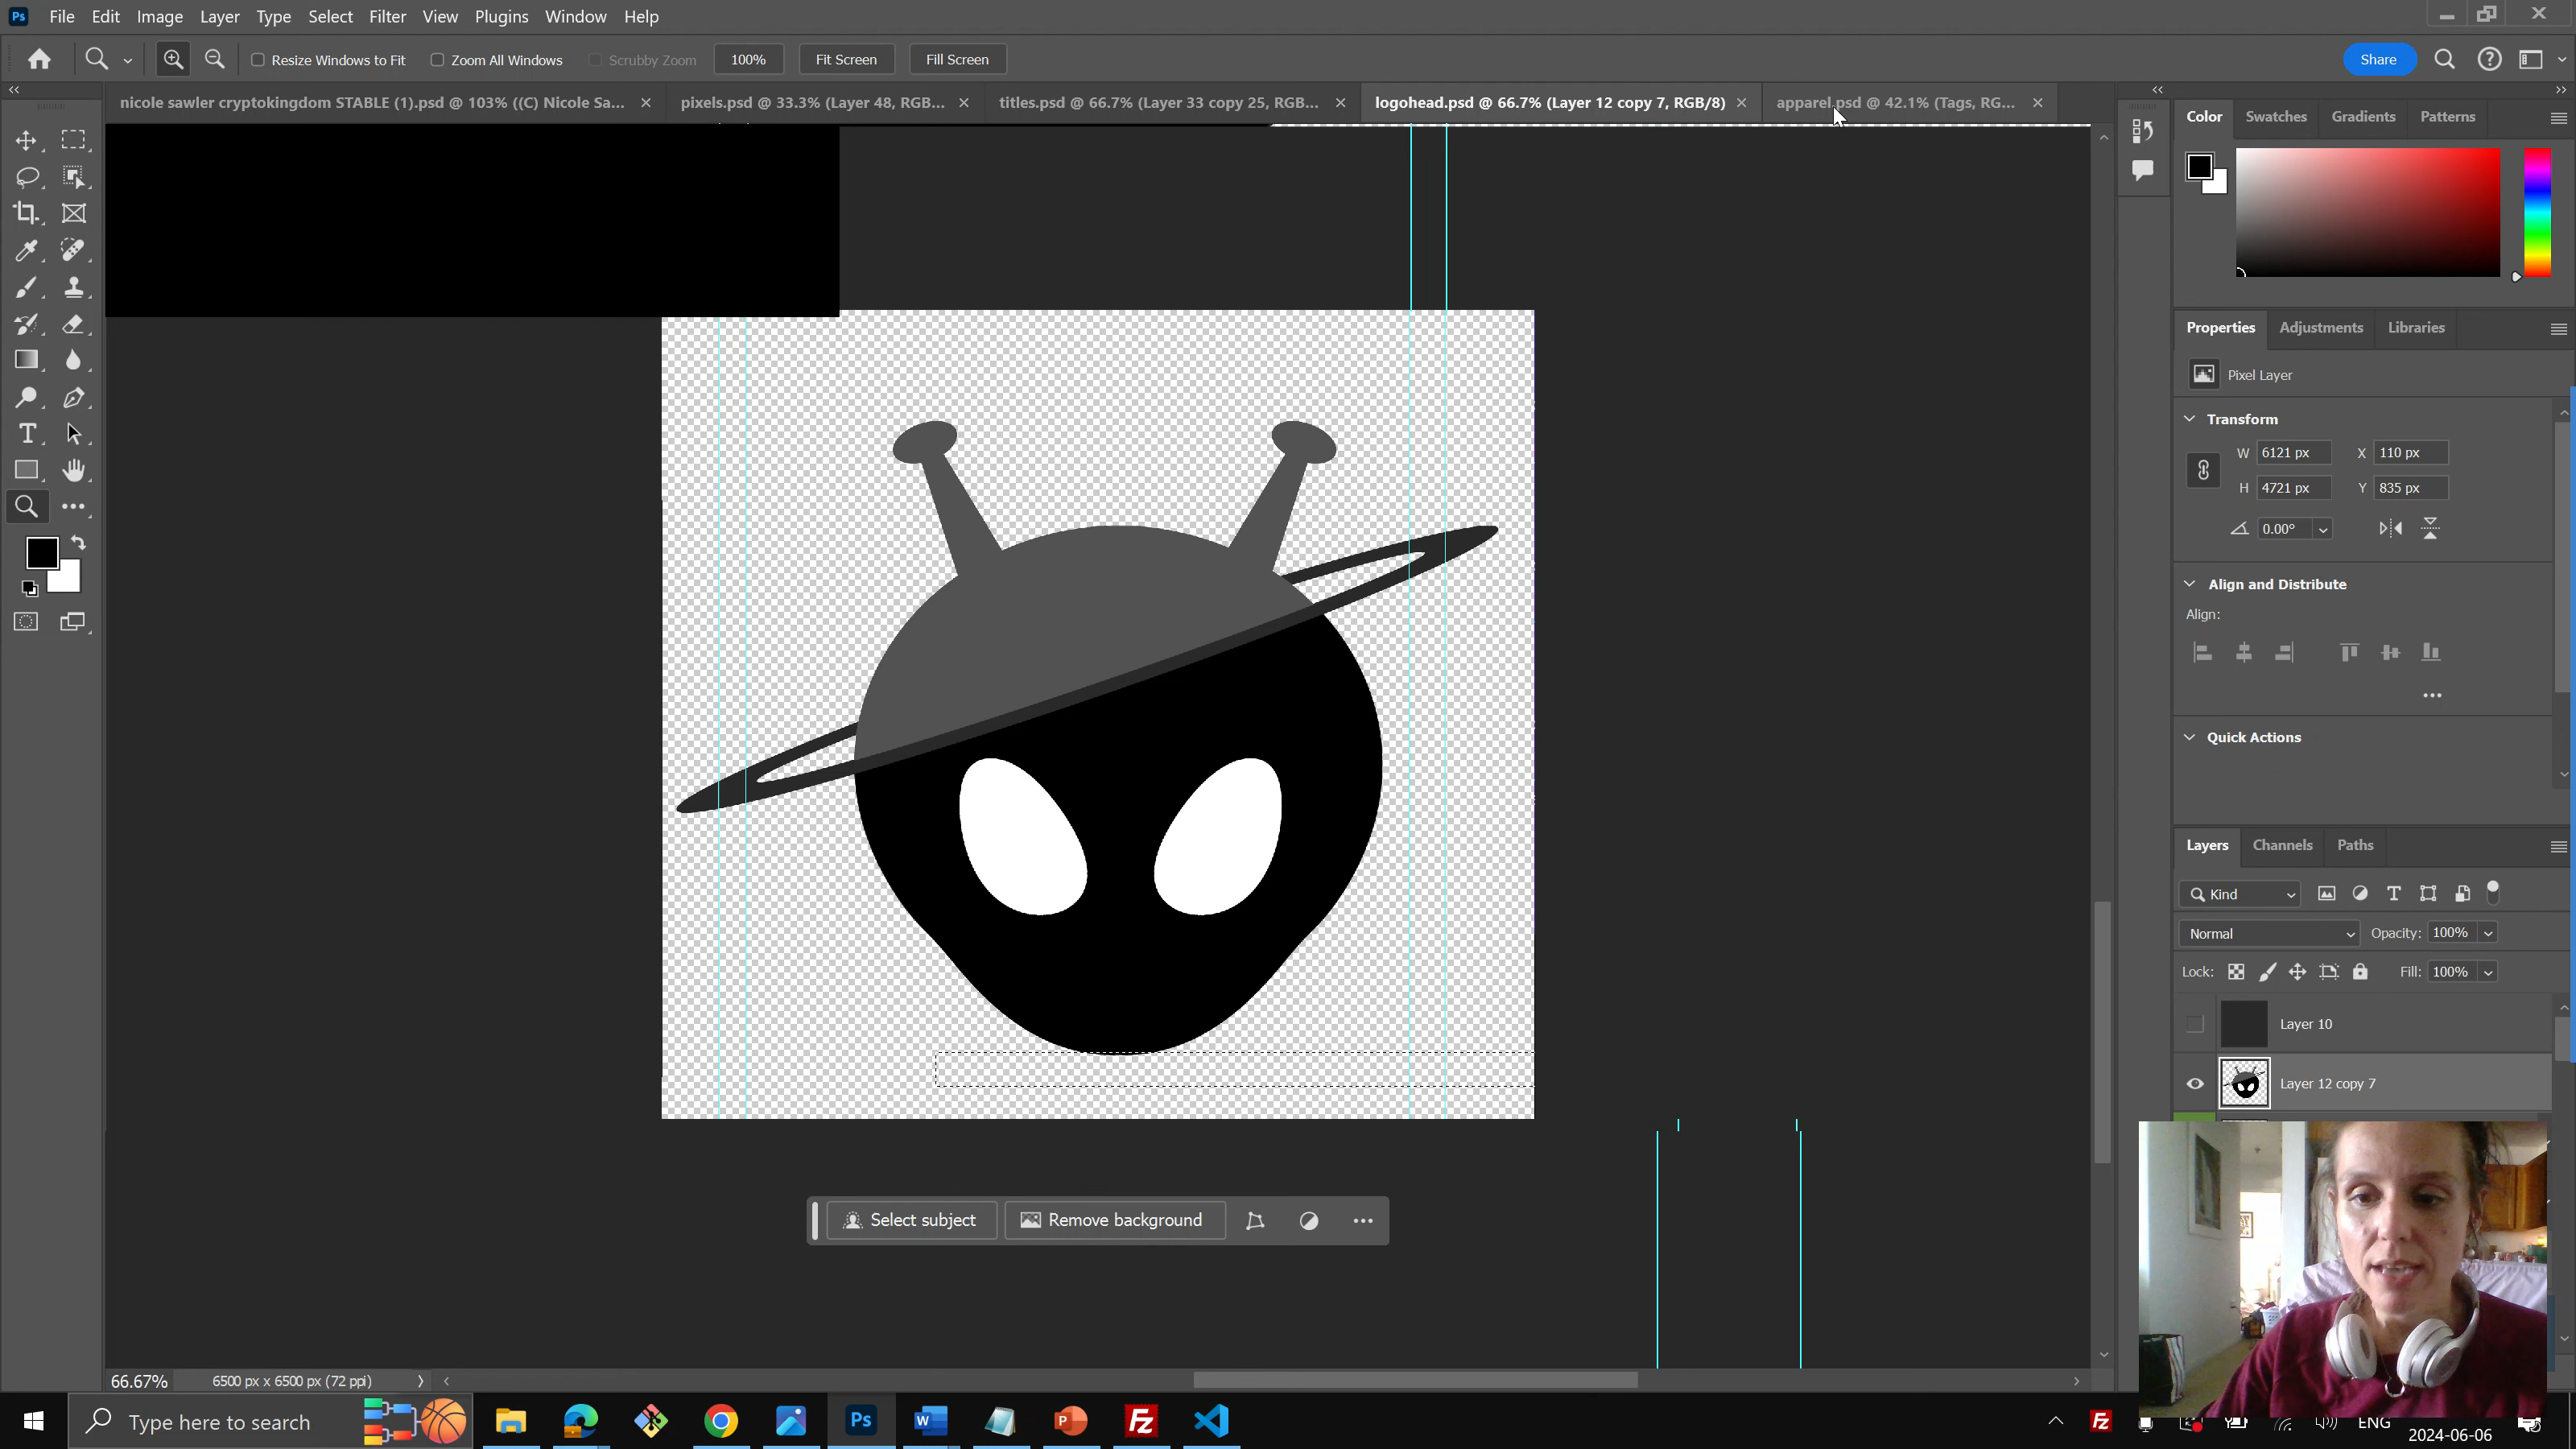 Ps File Edit Image Layer Type Select Filter View Plugins Window Help
Resize Windows to Fit Zoom All Windows Scrubby Zoom 100% Fit Screen Fill Screen Share
nicole sawler cryptokingdom STABLE (1).psd @ 103% ((C) Nicole Sa... pixels.psd @ 33.3% (Layer 48, RGB... titles.psd @ 66.7% (Layer 33 copy 25, RGB... logohead.psd @ 66.7% (Layer 12 copy 7, RGB/8) apparel.psd @ 42.1% (Tags, RG...
Color Swatches Gradients Patterns
Properties Adjustments Libraries
Pixel Layer
Transform
W 6121 px X 110 px
H 4721 px Y 835 px
0.00°
Align and Distribute
Align:
Quick Actions
Layers Channels Paths
Kind
Normal Opacity: 100%
Lock: Fill: 100%
Layer 10
Layer 12 copy 7
Select subject Remove background
66.67% 6500 px x 6500 px (72 ppi)
Type here to search
ENG
2024-06-06